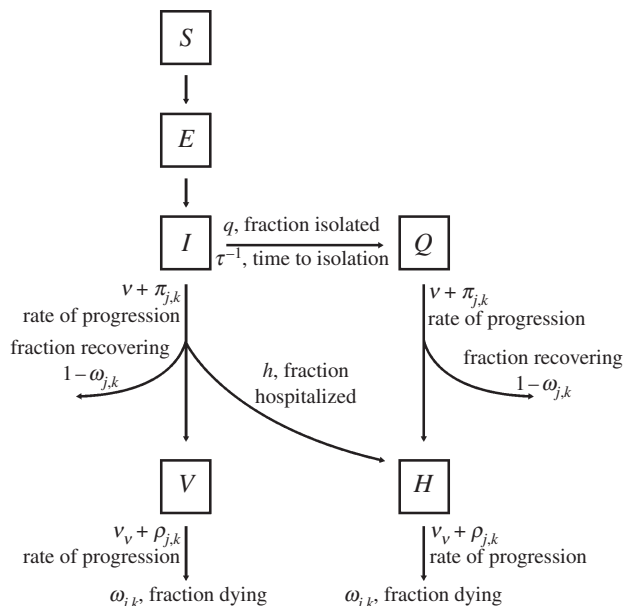 S
E
I
q, fraction isolated
τ⁻¹, time to isolation
Q
ν + π_{j,k}
rate of progression
ν + π_{j,k}
rate of progression
fraction recovering
1–ω_{j,k}
h, fraction
hospitalized
fraction recovering
1–ω_{j,k}
V
H
ν_ν + ρ_{j,k}
rate of progression
ν_ν + ρ_{j,k}
rate of progression
ω_{j,k}, fraction dying
ω_{j,k}, fraction dying